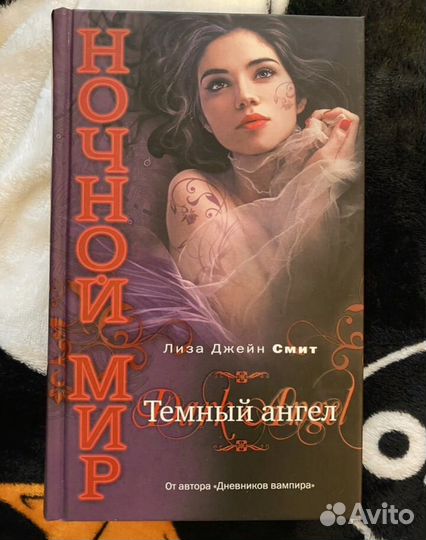 НОЧНОЙ МИР
Лиза Джейн Смит
Dark Angel
Темный ангел
От автора «Дневников вампира»
Avito